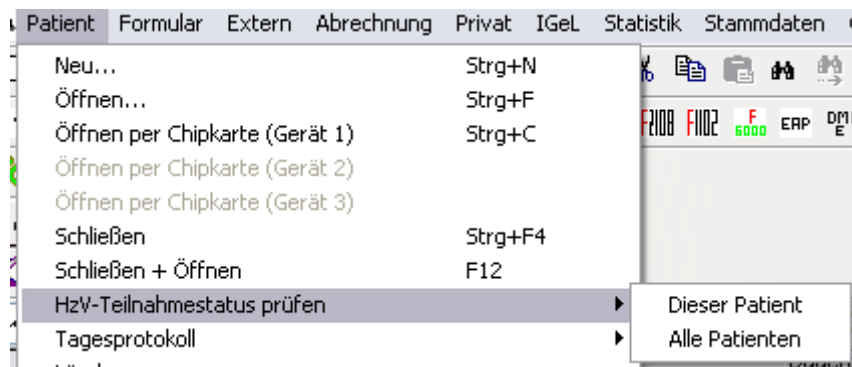 Patient Formular Extern Abrechnung Privat IGeL Statistik Stammdaten
Neu... Strg+N
Öffnen... Strg+F
Öffnen per Chipkarte (Gerät 1) Strg+C
Öffnen per Chipkarte (Gerät 2)
Öffnen per Chipkarte (Gerät 3)
Schließen Strg+F4
Schließen + Öffnen F12
HzV-Teilnahmestatus prüfen
Tagesprotokoll
Dieser Patient
Alle Patienten
F2108 F1102 F 6000 EAP DM E